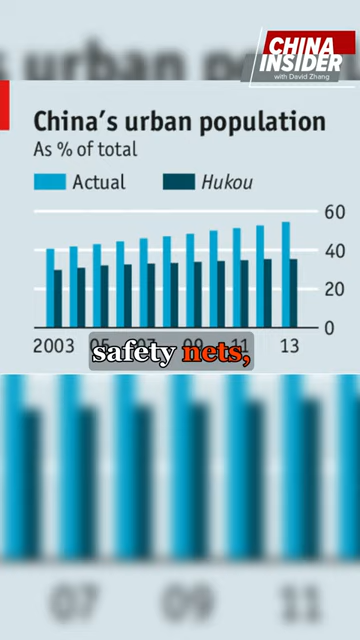 CHINA
INSIDER
with David Zhang
China's urban population
As % of total
Actual
Hukou
60
40
20
0
2003
11
13
safety nets,
07
09
11